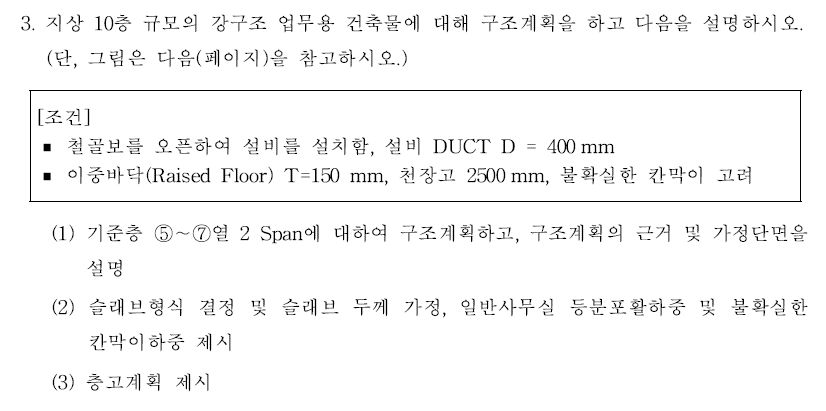 3. 지상 10층 규모의 강구조 업무용 건축물에 대해 구조계획을 하고 다음을 설명하시오.
(단, 그림은 다음(페이지)을 참고하시오.)
[조건]
▪ 철골보를 오픈하여 설비를 설치함, 설비 DUCT D = 400 mm
▪ 이중바닥(Raised Floor) T=150 mm, 천장고 2500 mm, 불확실한 칸막이 고려
(1) 기준층 ⑤~⑦열 2 Span에 대하여 구조계획하고, 구조계획의 근거 및 가정단면을
설명
(2) 슬래브형식 결정 및 슬래브 두께 가정, 일반사무실 등분포활하중 및 불확실한
칸막이하중 제시
(3) 층고계획 제시